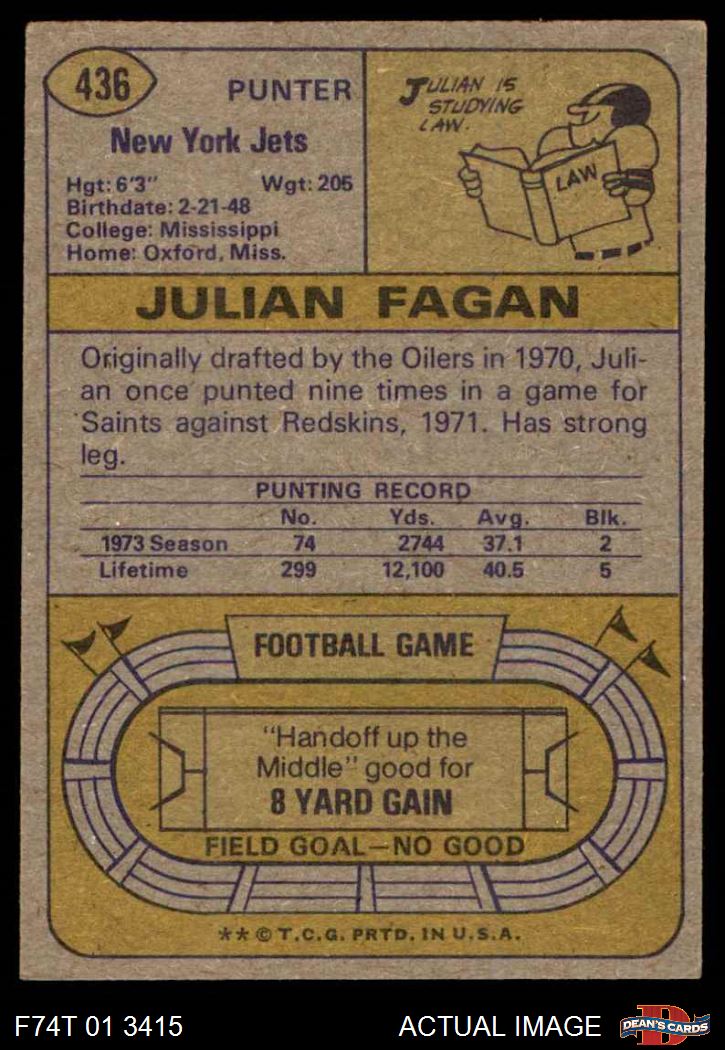 436
PUNTER
New York Jets
Hgt: 6'3" Wgt: 205
Birthdate: 2-21-48
College: Mississippi
Home: Oxford, Miss.
JULIAN IS
STUDYING
LAW.
LAW
JULIAN FAGAN
Originally drafted by the Oilers in 1970, Juli-
an once punted nine times in a game for
Saints against Redskins, 1971. Has strong
leg.
PUNTING RECORD
No. Yds. Avg. Blk.
1973 Season 74 2744 37.1 2
Lifetime 299 12,100 40.5 5
FOOTBALL GAME
"Handoff up the
Middle" good for
8 YARD GAIN
FIELD GOAL—NO GOOD
** © T.C.G. PRTD. IN U.S.A.
F74T 01 3415
ACTUAL IMAGE
D
DEAN'S CARDS